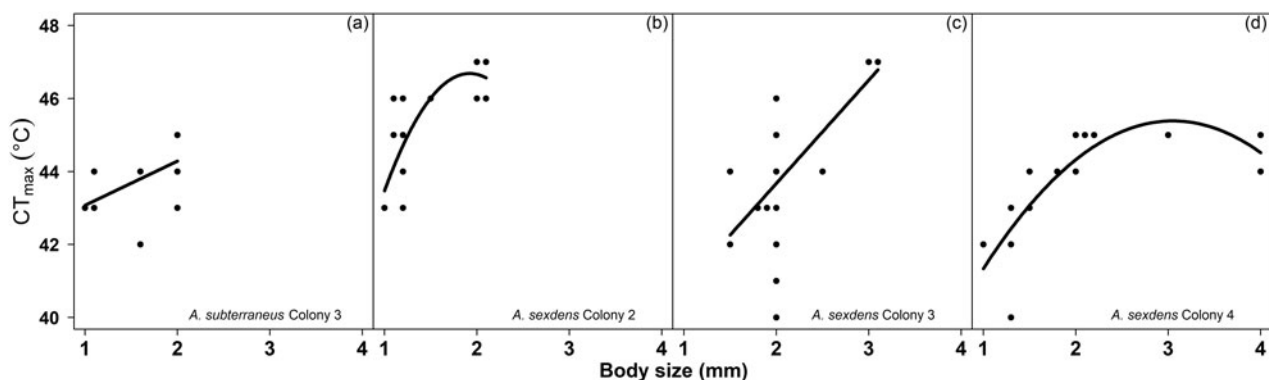 (a) (b) (c) (d)
48
46
44
42
40
CTmax (°C)
A. subterraneus Colony 3 A. sexdens Colony 2 A. sexdens Colony 3 A. sexdens Colony 4
1 2 3 4 1 2 3 4 1 2 3 4 1 2 3 4
Body size (mm)